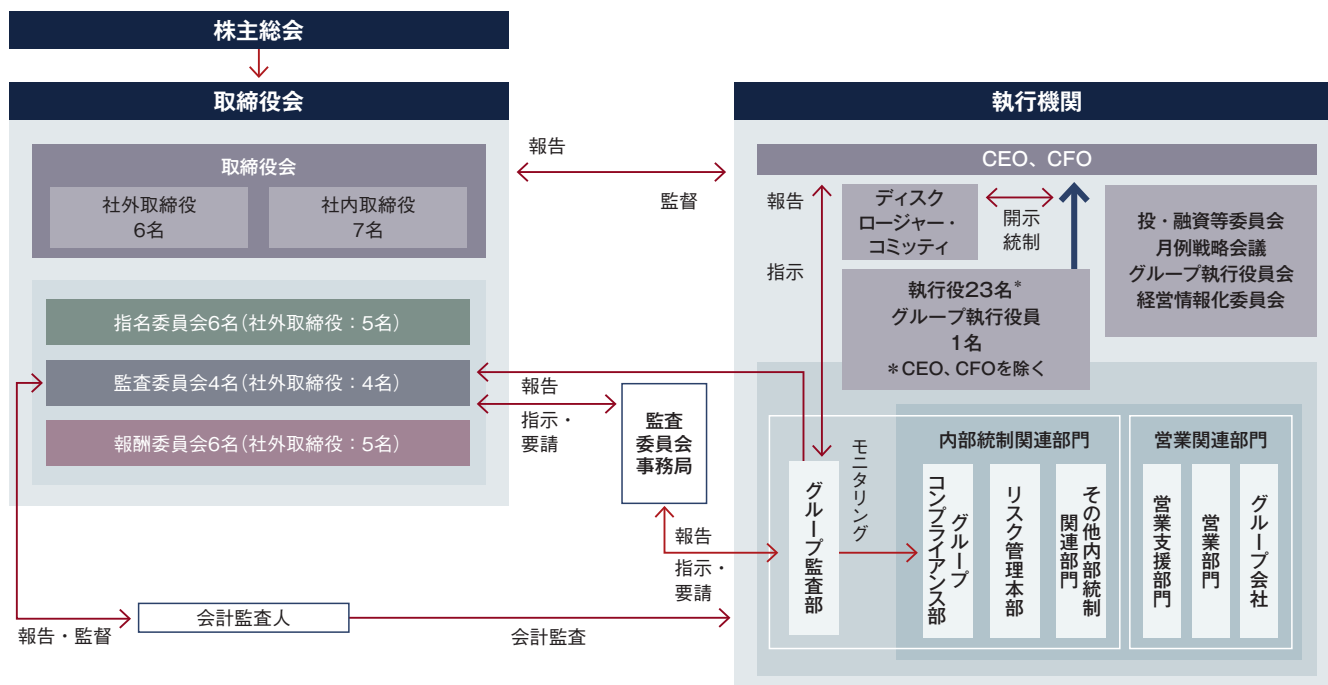 株主総会
取締役会
取締役会
社外取締役
6名
社内取締役
7名
指名委員会6名(社外取締役：5名)
監査委員会4名(社外取締役：4名)
報酬委員会6名(社外取締役：5名)
報告
監督
報告
指示・
要請
監査
委員会
事務局
報告
指示・
要請
会計監査人
報告・監督
会計監査
執行機関
CEO、CFO
報告
指示
ディスク
ロージャー・
コミッティ
開示
統制
投・融資等委員会
月例戦略会議
グループ執行役員会
経営情報化委員会
執行役23名*
グループ執行役員
1名
*CEO、CFOを除く
モニタリング
グループ監査部
内部統制関連部門
グループ
コンプライアンス部
リスク管理本部
その他内部統制
関連部門
営業関連部門
営業支援部門
営業部門
グループ会社